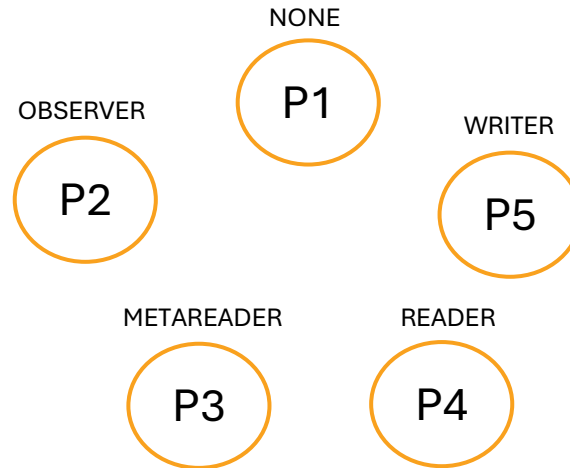 NONE
P1
OBSERVER
P2
WRITER
P5
METAREADER
P3
READER
P4